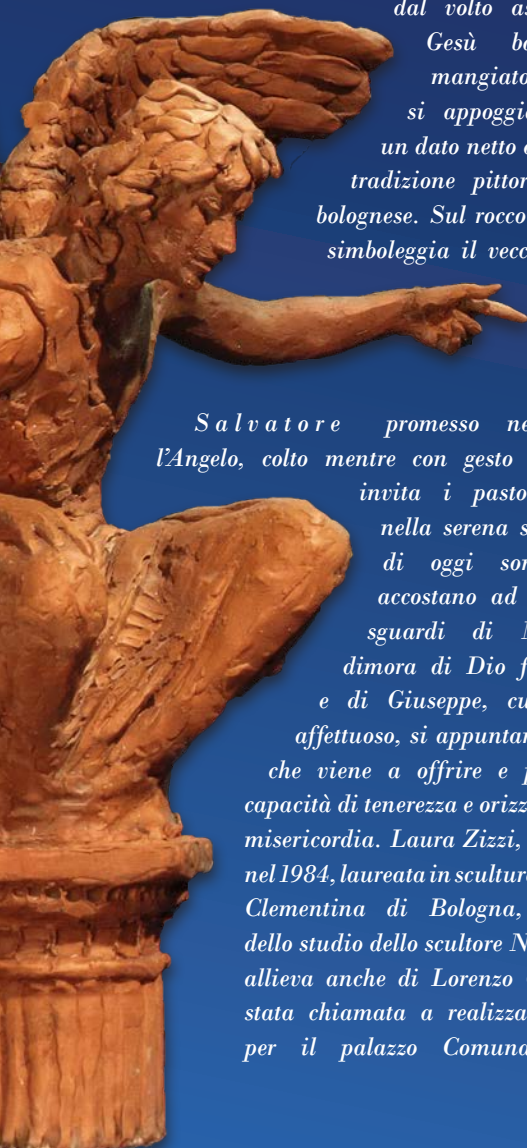 dal volto as
Gesù ba
mangiato
si appoggi
un dato netto e
tradizione pittor
bolognese. Sul rocc
simboleggia il vecc
Salvatore promesso ne
l'Angelo, colto mentre con gesto
invita i pasto
nella serena s
di oggi son
accostano ad
sguardi di
dimora di Dio f
e di Giuseppe, cu
affettuoso, si appuntan
che viene a offrire e p
capacità di tenerezza e orizz
misericordia. Laura Zizzi,
nel 1984, laureata in scultur
Clementina di Bologna,
dello studio dello scultore N
allieva anche di Lorenzo
stata chiamata a realizza
per il palazzo Comuna